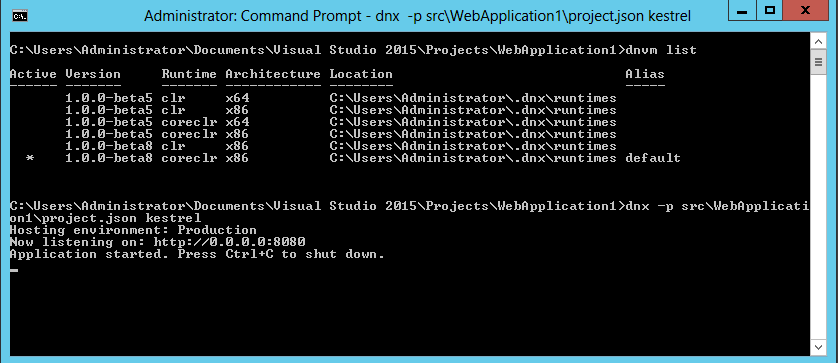 Administrator: Command Prompt - dnx  -p src\WebApplication1\project.json kestrel
C:\Users\Administrator\Documents\Visual Studio 2015\Projects\WebApplication1>dnvm list
Active Version     Runtime Architecture Location                             Alias
------ -------     ------- ------------ --------                             -----
       1.0.0-beta5 clr     x64          C:\Users\Administrator\.dnx\runtimes
       1.0.0-beta5 clr     x86          C:\Users\Administrator\.dnx\runtimes
       1.0.0-beta5 coreclr x64          C:\Users\Administrator\.dnx\runtimes
       1.0.0-beta5 coreclr x86          C:\Users\Administrator\.dnx\runtimes
       1.0.0-beta8 clr     x86          C:\Users\Administrator\.dnx\runtimes
  *    1.0.0-beta8 coreclr x86          C:\Users\Administrator\.dnx\runtimes default
C:\Users\Administrator\Documents\Visual Studio 2015\Projects\WebApplication1>dnx -p src\WebApplicati
on1\project.json kestrel
Hosting environment: Production
Now listening on: http://0.0.0.0:8080
Application started. Press Ctrl+C to shut down.